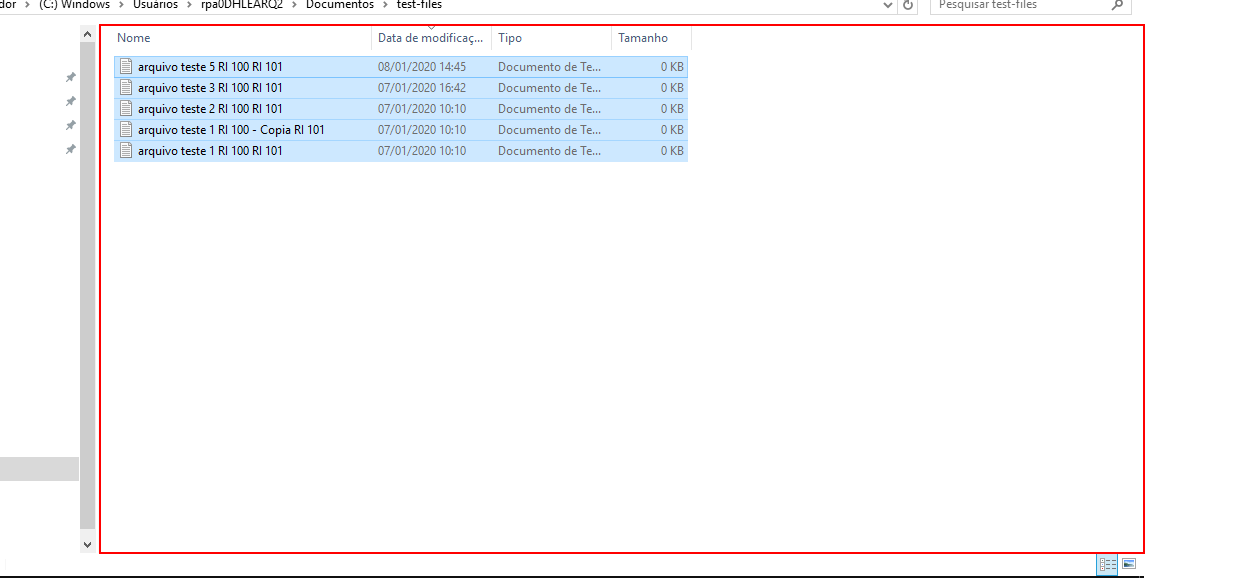 dor > (C:) Windows > Usuários > rpa0DHLEARQ2 > Documentos > test-files
Pesquisar test-files
Nome Data de modificaç... Tipo Tamanho
arquivo teste 5 RI 100 RI 101 08/01/2020 14:45 Documento de Te... 0 KB
arquivo teste 3 RI 100 RI 101 07/01/2020 16:42 Documento de Te... 0 KB
arquivo teste 2 RI 100 RI 101 07/01/2020 10:10 Documento de Te... 0 KB
arquivo teste 1 RI 100 - Copia RI 101 07/01/2020 10:10 Documento de Te... 0 KB
arquivo teste 1 RI 100 RI 101 07/01/2020 10:10 Documento de Te... 0 KB